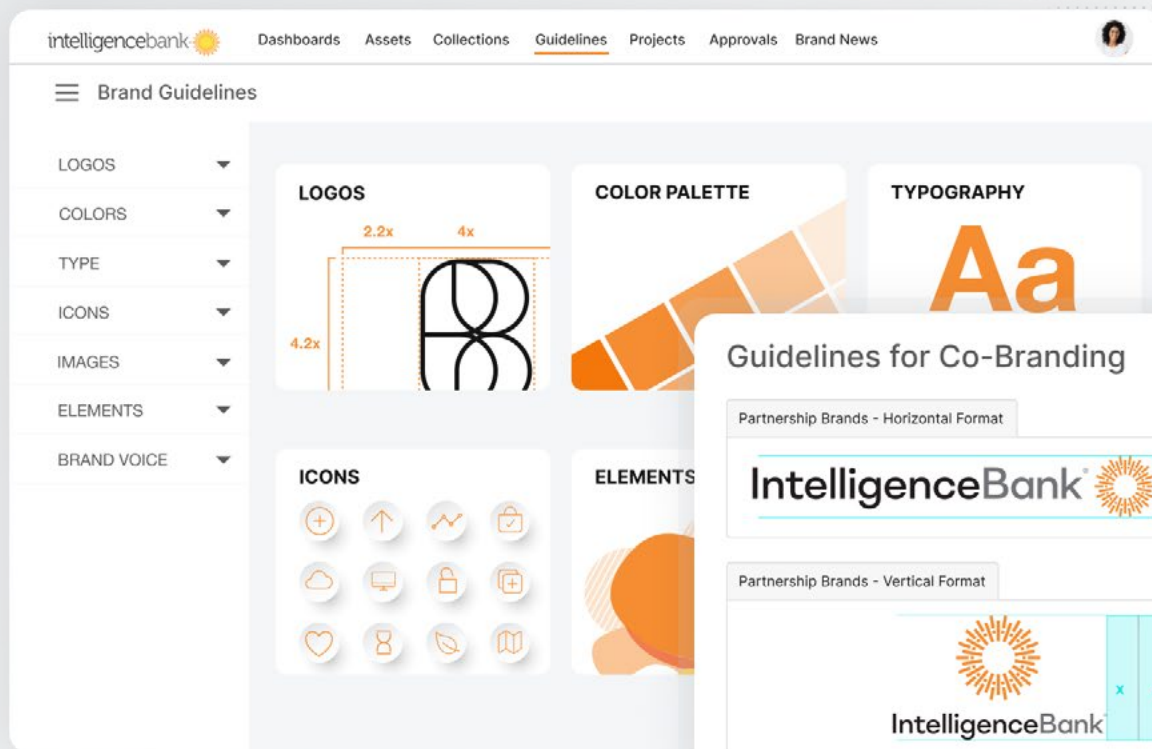 intelligencebank
Dashboards Assets Collections Guidelines Projects Approvals Brand News
Brand Guidelines
LOGOS
COLORS
TYPE
ICONS
IMAGES
ELEMENTS
BRAND VOICE
LOGOS
2.2x 4x
4.2x
COLOR PALETTE
TYPOGRAPHY
Aa
ICONS
ELEMENTS
Guidelines for Co-Branding
Partnership Brands - Horizontal Format
IntelligenceBank
Partnership Brands - Vertical Format
x
IntelligenceBank